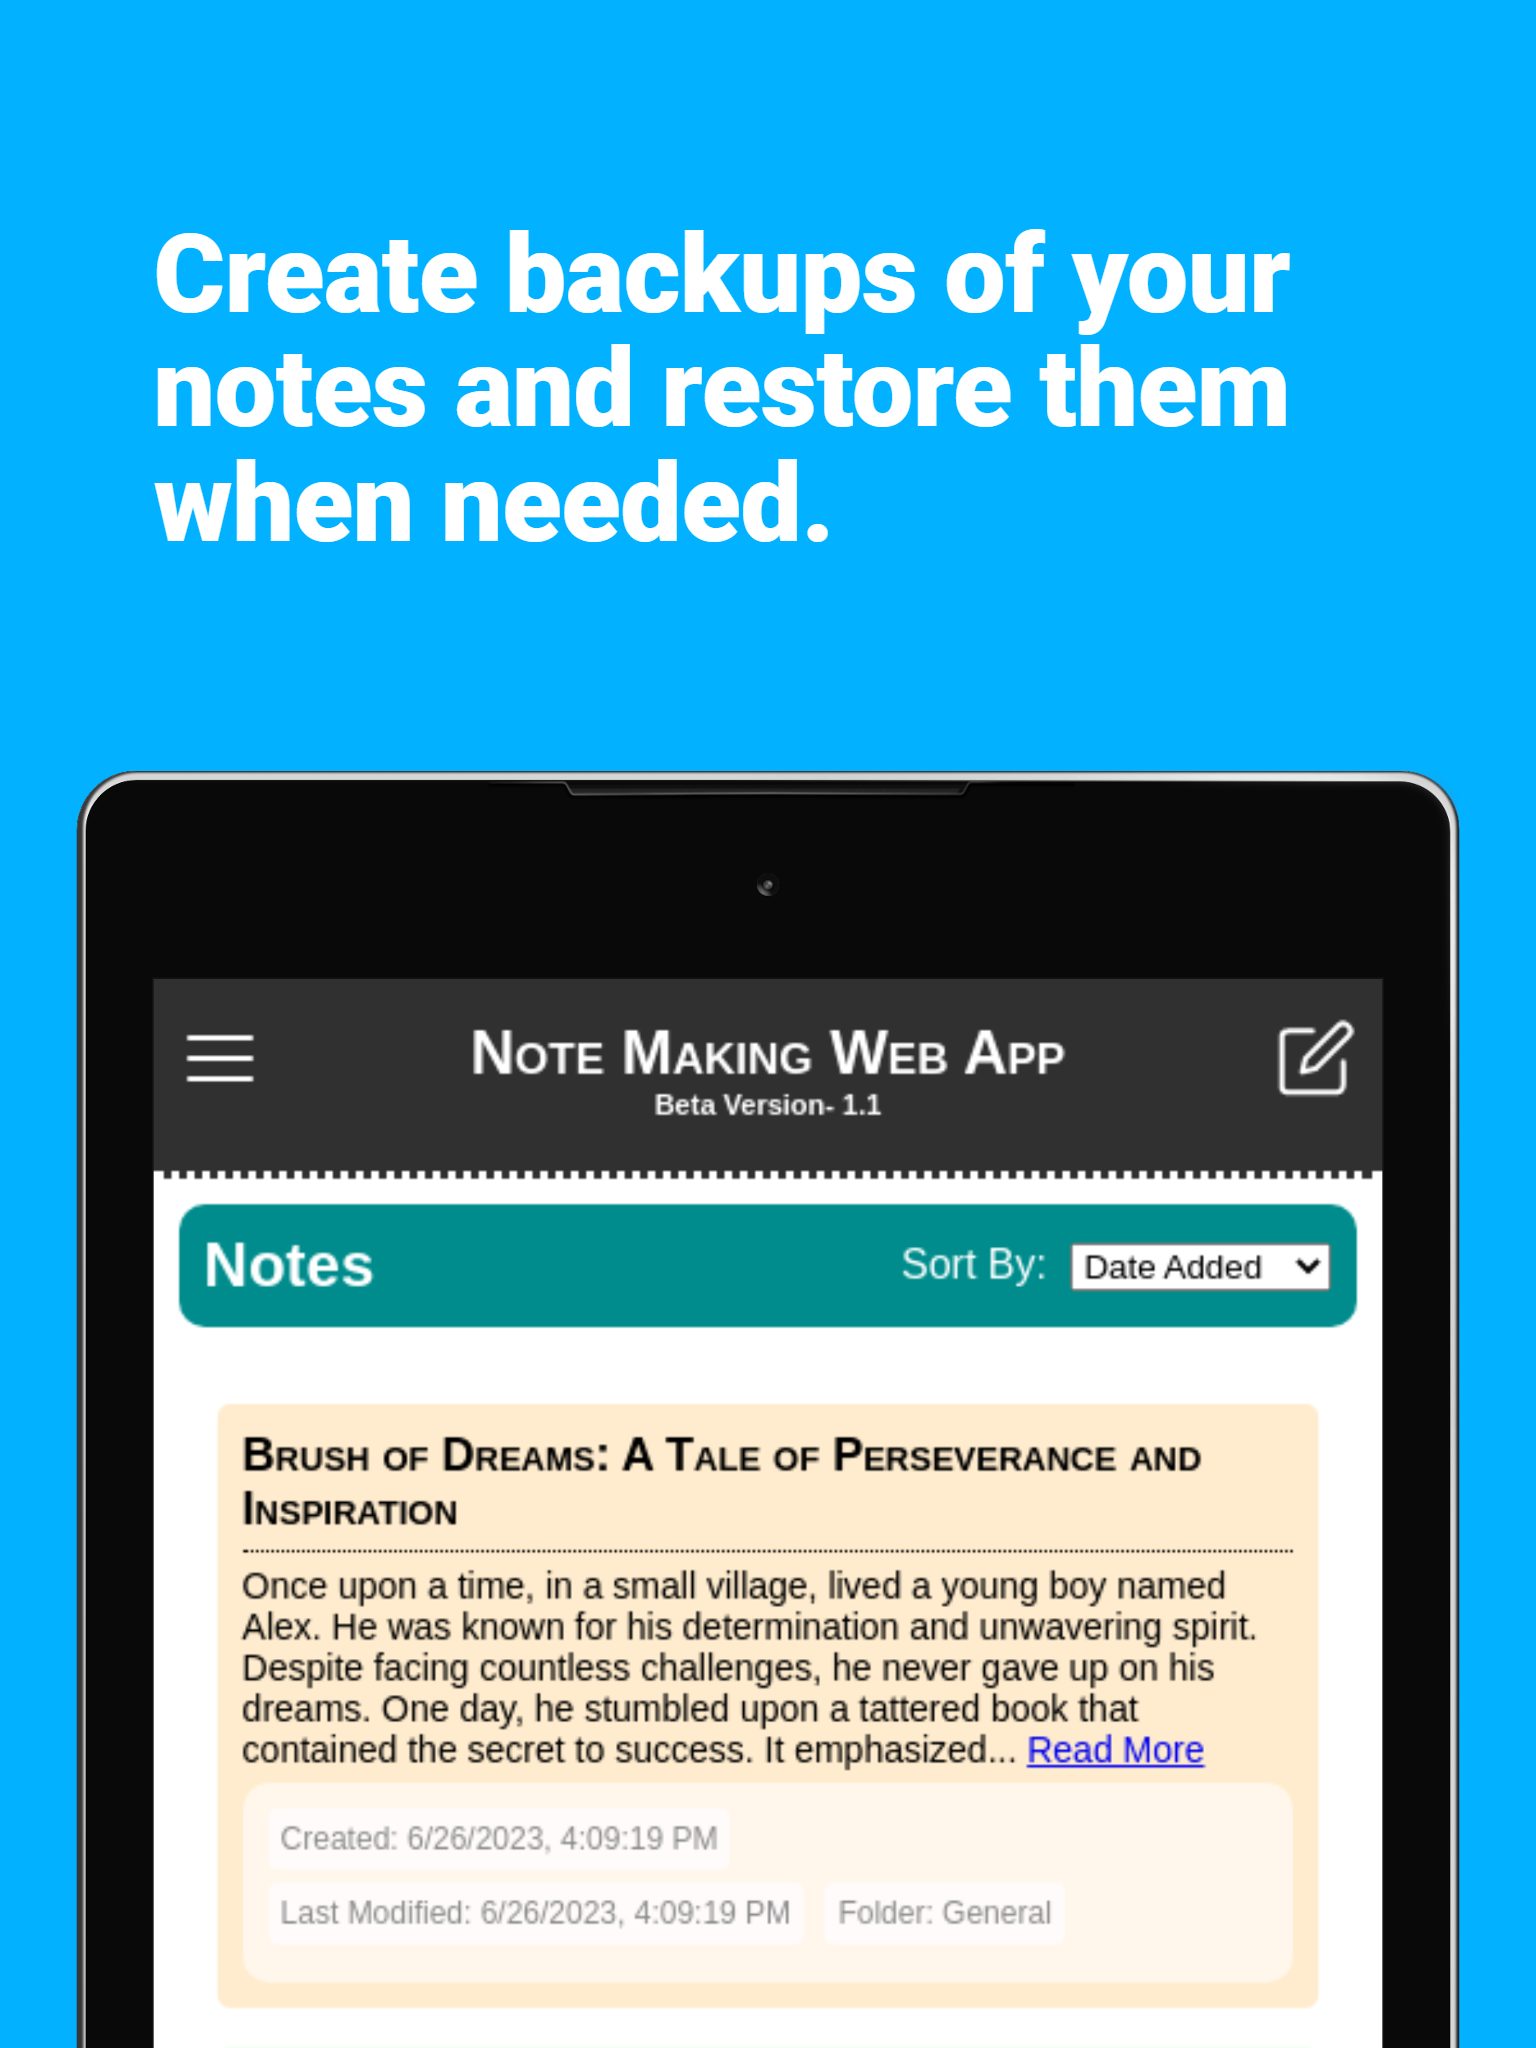 Create backups of your
notes and restore them
when needed.
Note Making Web App
Beta Version- 1.1
Notes
Sort By: Date Added
Brush of Dreams: A Tale of Perseverance and
Inspiration
Once upon a time, in a small village, lived a young boy named
Alex. He was known for his determination and unwavering spirit.
Despite facing countless challenges, he never gave up on his
dreams. One day, he stumbled upon a tattered book that
contained the secret to success. It emphasized... Read More
Created: 6/26/2023, 4:09:19 PM
Last Modified: 6/26/2023, 4:09:19 PM Folder: General